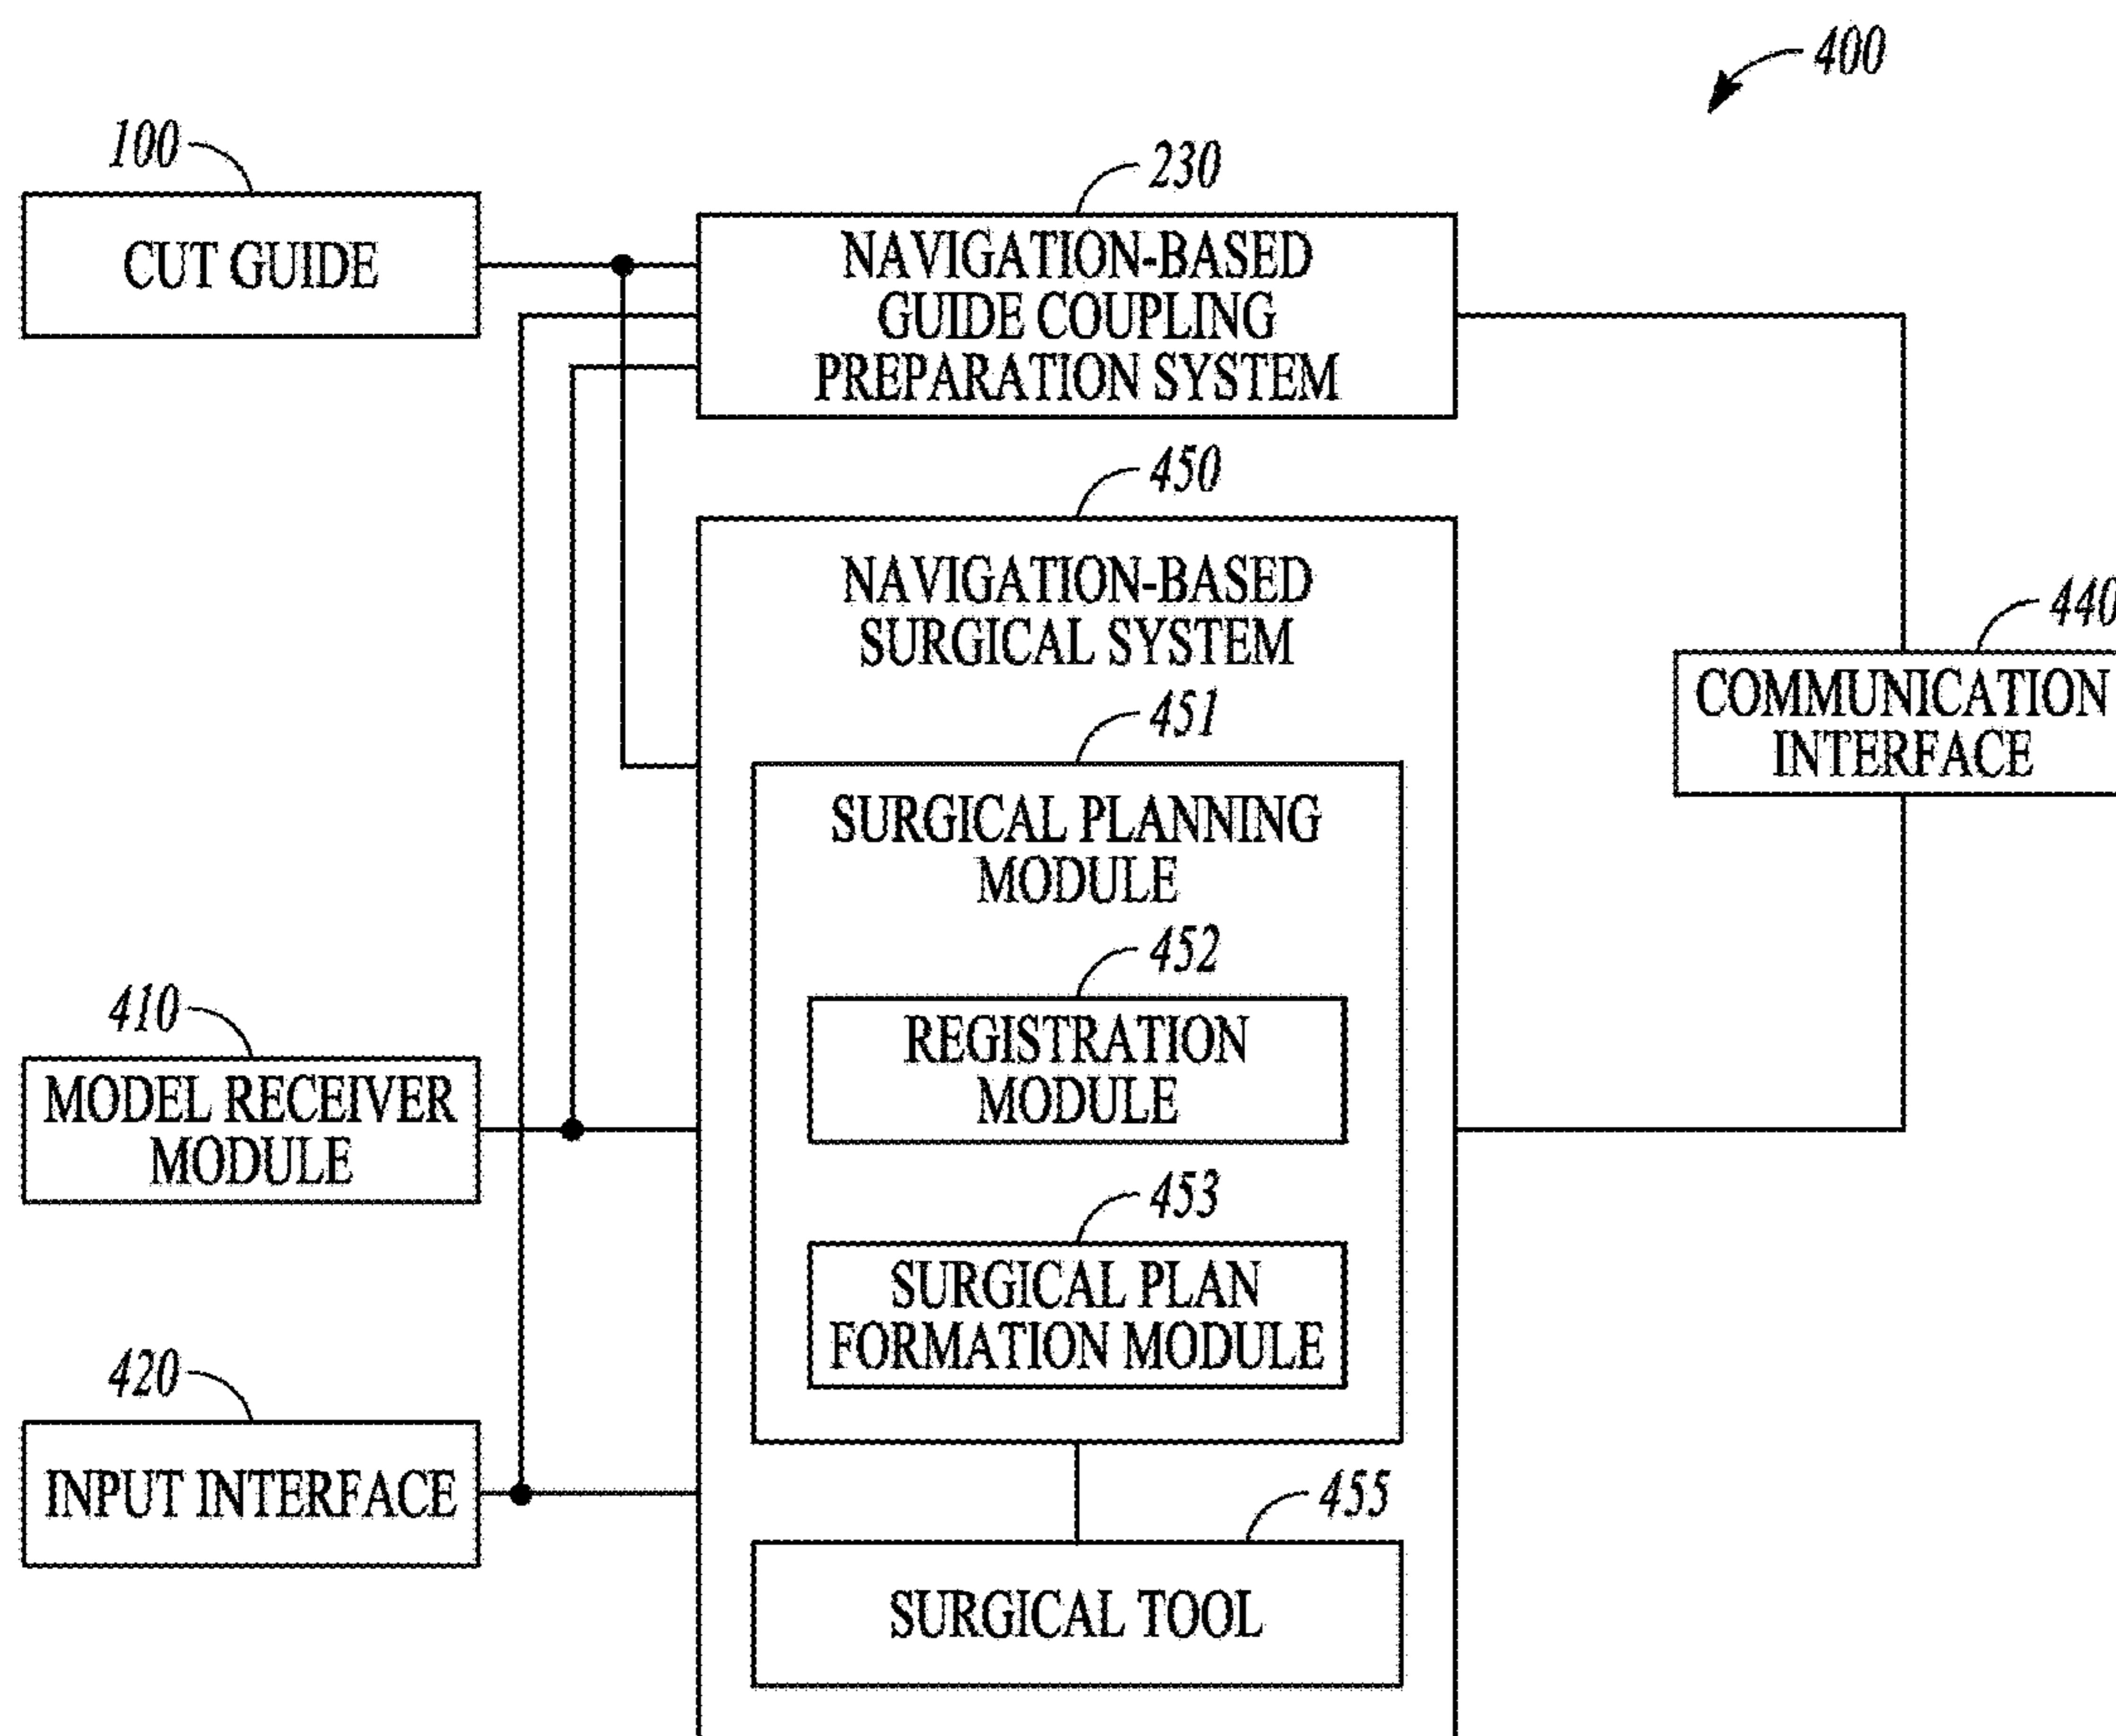 400
100
CUT GUIDE
230
NAVIGATION-BASED
GUIDE COUPLING
PREPARATION SYSTEM
450
NAVIGATION-BASED
SURGICAL SYSTEM
440
COMMUNICATION
INTERFACE
451
SURGICAL PLANNING
MODULE
452
REGISTRATION
MODULE
410
MODEL RECEIVER
MODULE
453
SURGICAL PLAN
FORMATION MODULE
420
INPUT INTERFACE
455
SURGICAL TOOL